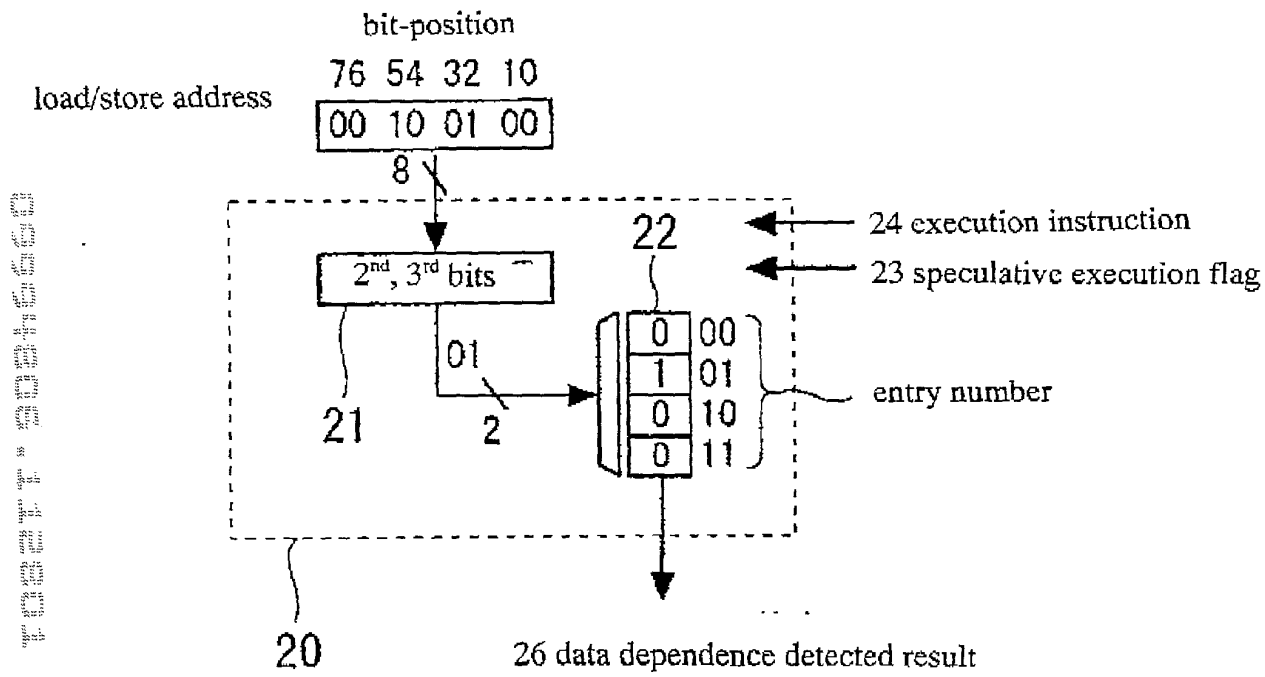 bit-position
76 54 32 10
load/store address
00 10 01 00
8
24 execution instruction
22
2nd, 3rd bits
23 speculative execution flag
0 00
01
1 01
entry number
0 10
21
2
0 11
20
26 data dependence detected result